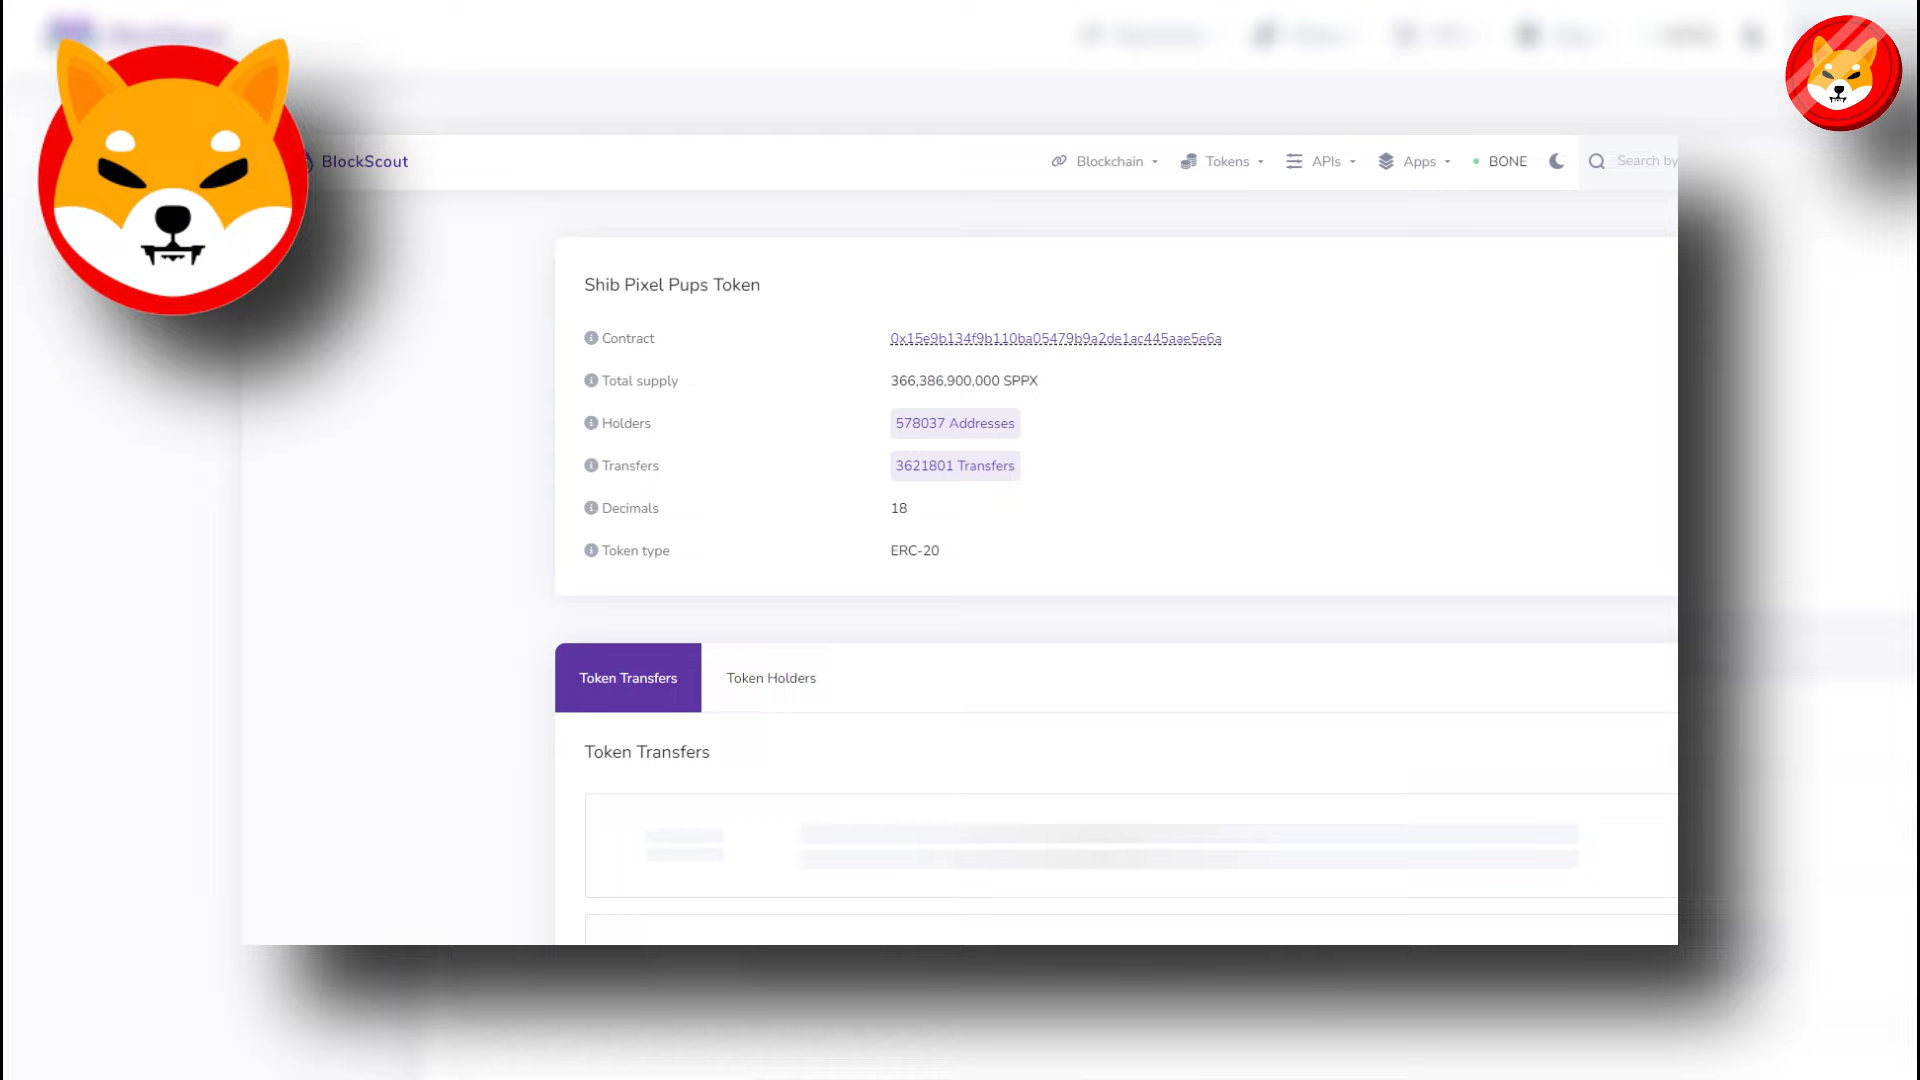 BlockScout
Blockchain
Tokens
APIs
Apps
BONE
Search by
Shib Pixel Pups Token
Contract
0x15e9b134f9b110ba05479b9a2de1ac445aae5e6a
Total supply
366,386,900,000 SPPX
Holders
578037 Addresses
Transfers
3621801 Transfers
Decimals
18
Token type
ERC-20
Token Transfers
Token Holders
Token Transfers